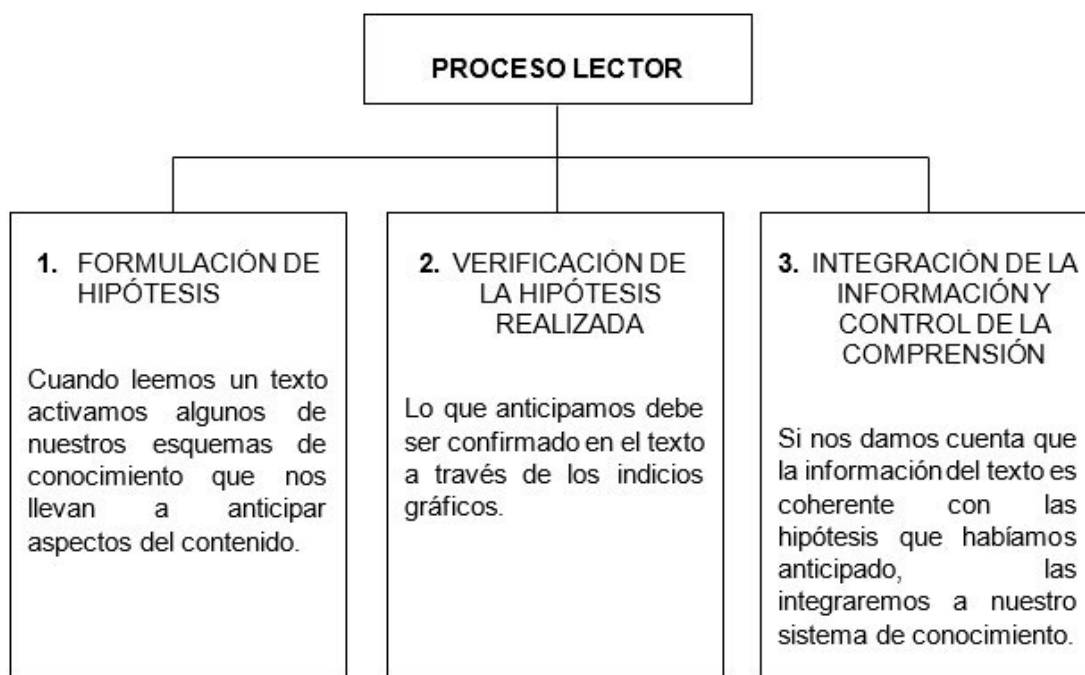 PROCESO LECTOR
1. FORMULACIÓN DE
HIPÓTESIS
Cuando leemos un texto
activamos algunos de
nuestros esquemas de
conocimiento que nos
llevan a anticipar
aspectos del contenido.
2. VERIFICACIÓN DE
LA HIPÓTESIS
REALIZADA
Lo que anticipamos debe
ser confirmado en el texto
a través de los indicios
gráficos.
3. INTEGRACIÓN DE LA
INFORMACIÓN Y
CONTROL DE LA
COMPRENSIÓN
Si nos damos cuenta que
la información del texto es
coherente con las
hipótesis que habíamos
anticipado, las
integraremos a nuestro
sistema de conocimiento.